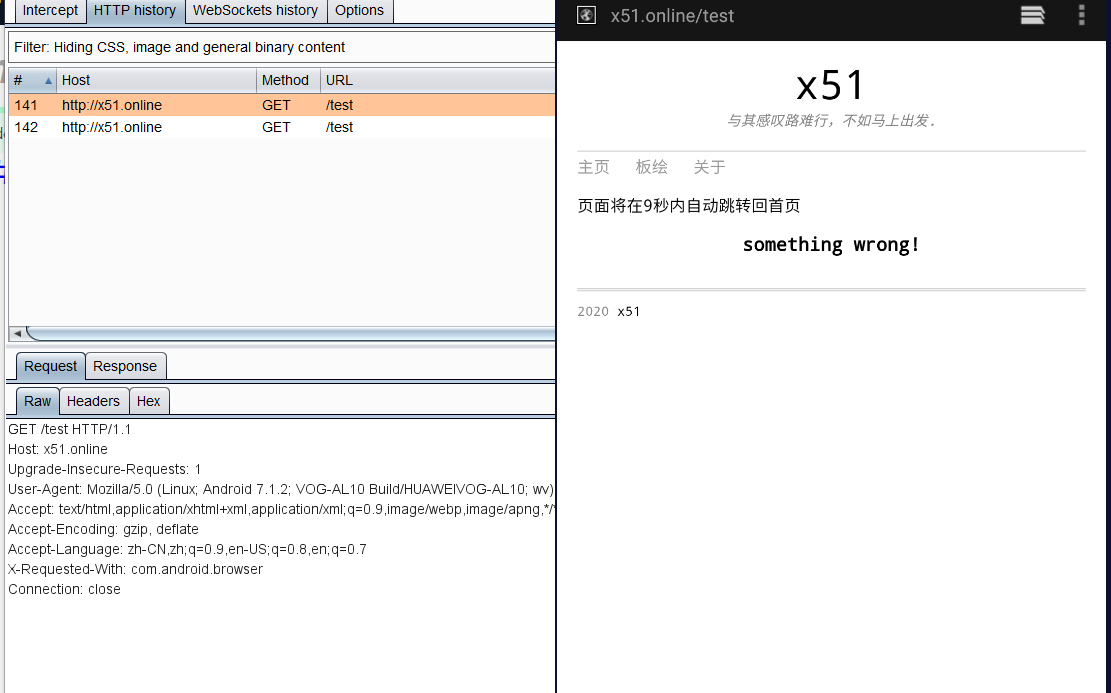 Intercept HTTP history WebSockets history Options
Filter: Hiding CSS, image and general binary content
# Host Method URL
141 http://x51.online GET /test
142 http://x51.online GET /test
Request Response
Raw Headers Hex
GET /test HTTP/1.1
Host: x51.online
Upgrade-Insecure-Requests: 1
User-Agent: Mozilla/5.0 (Linux; Android 7.1.2; VOG-AL10 Build/HUAWEIVOG-AL10; wv)
Accept: text/html,application/xhtml+xml,application/xml;q=0.9,image/webp,image/apng,*/
Accept-Encoding: gzip, deflate
Accept-Language: zh-CN,zh;q=0.9,en-US;q=0.8,en;q=0.7
X-Requested-With: com.android.browser
Connection: close
x51.online/test
x51
与其感叹路难行，不如马上出发.
主页 板绘 关于
页面将在9秒内自动跳转回首页
something wrong!
2020 x51